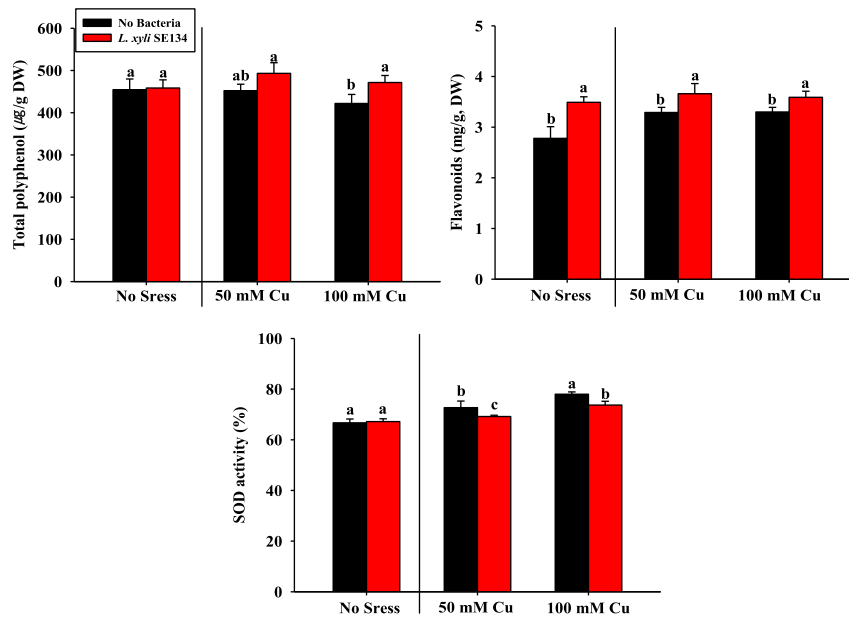 No Bacteria
L. xyli SE134
Total polyphenol (㎍/g DW)
600
500
400
300
200
100
0
a a
ab a
b a
No Sress 50 mM Cu 100 mM Cu
Flavonoids (mg/g, DW)
5
4
3
2
1
0
b a
b a
b a
No Sress 50 mM Cu 100 mM Cu
SOD activity (%)
100
80
60
40
20
0
a a
b c
a b
No Sress 50 mM Cu 100 mM Cu